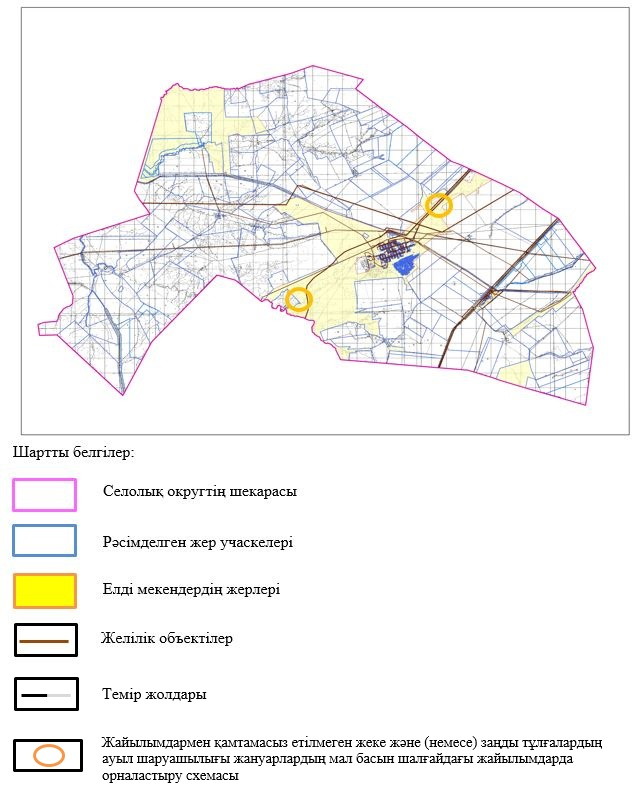 Шартты белгілер:
Селолық округтің шекарасы
Рәсімделген жер учаскелері
Елді мекендердің жерлері
Желілік объектілер
Темір жолдары
Жайылымдармен қамтамасыз етілмеген жеке және (немесе) заңды тұлғалардың
ауыл шаруашылығы жануарлардың мал басын шалғайдағы жайылымдарда
орналастыру схемасы